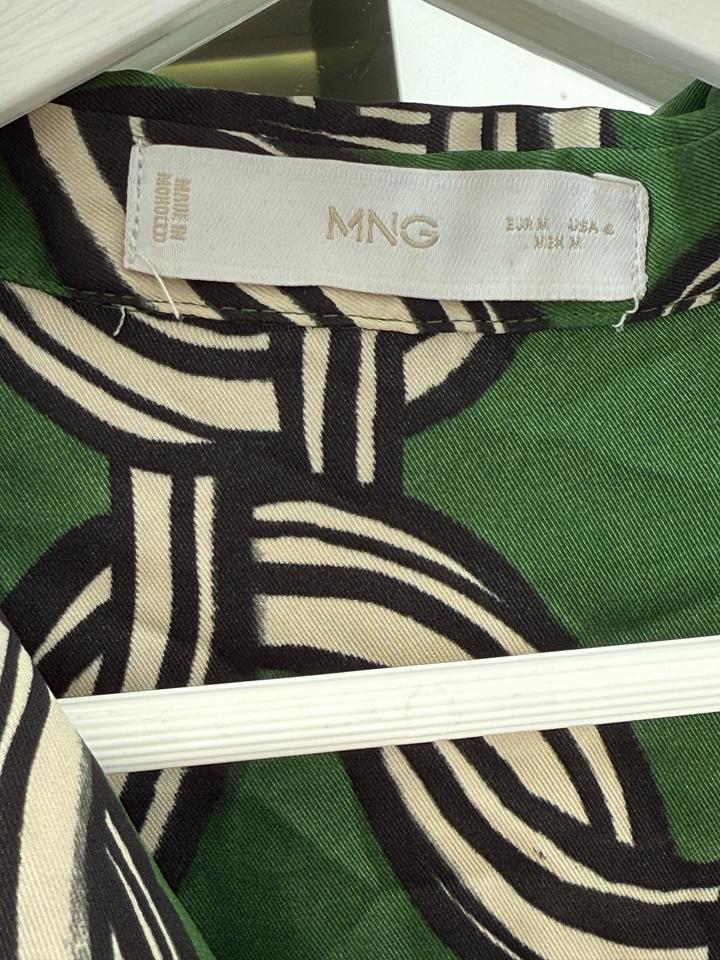 MADE IN
MOROCCO
MNG
EUR M USA 6
MEX M